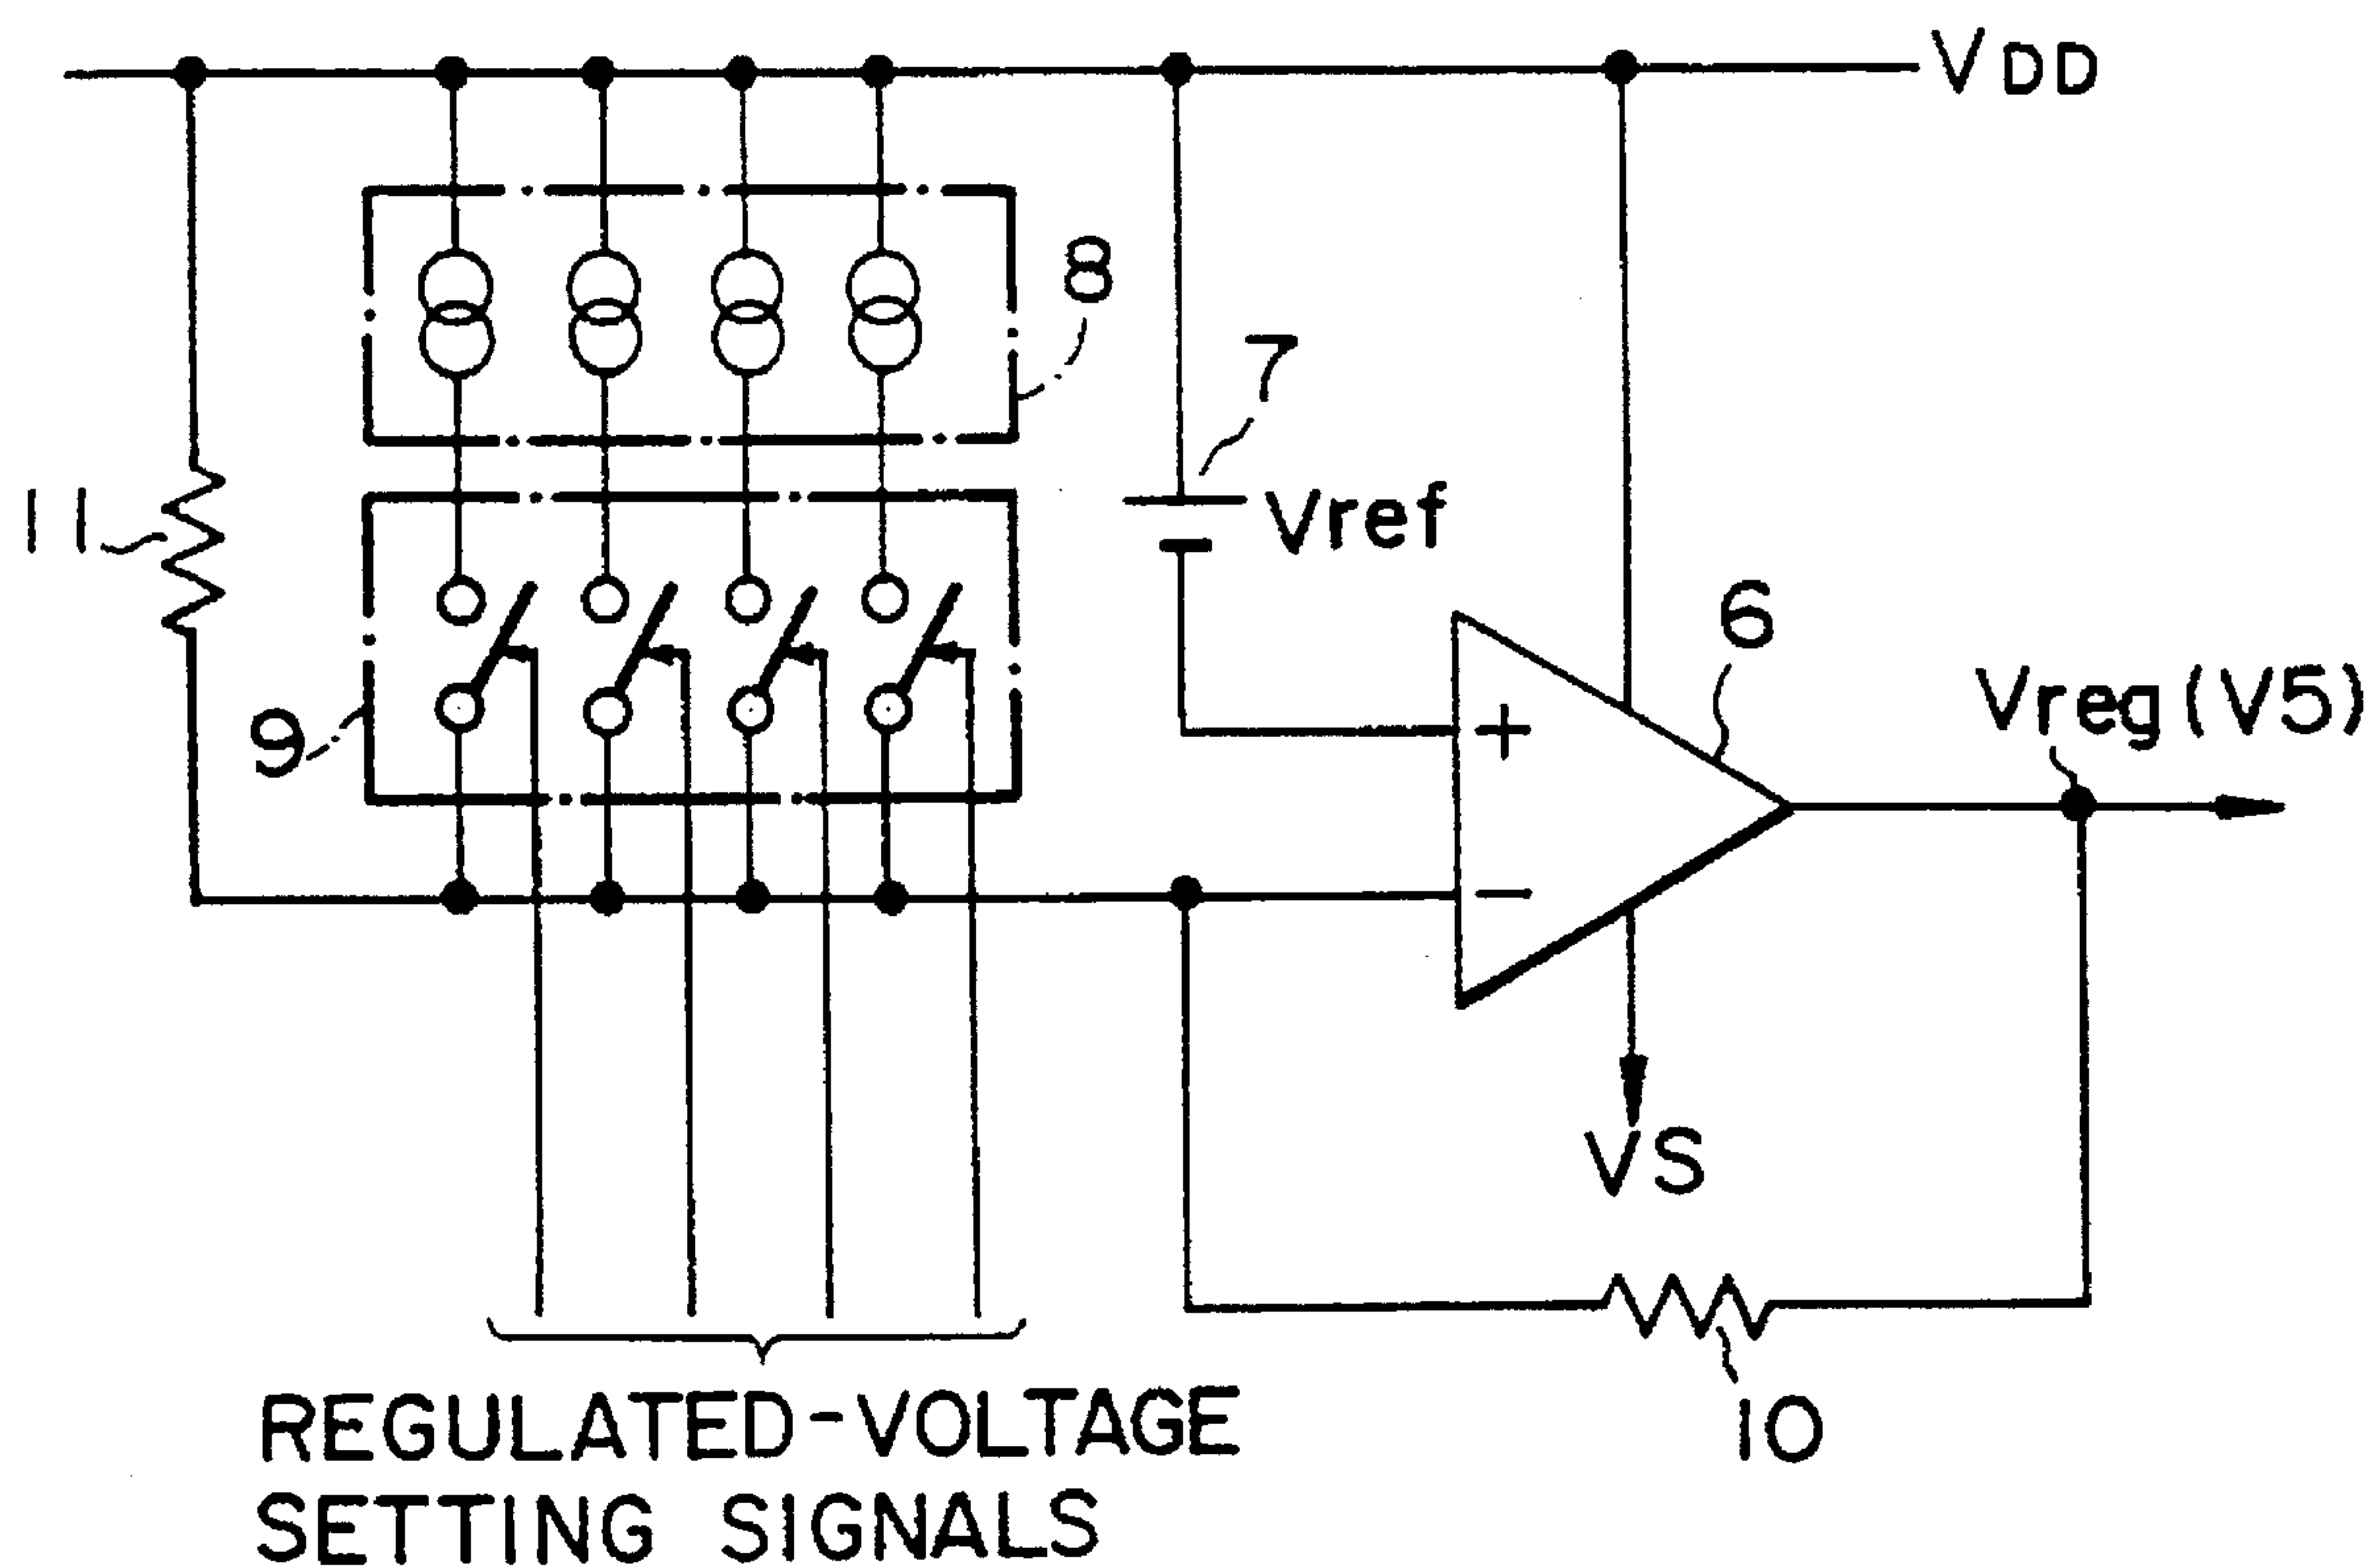 VDD
8
7
11
Vref
6
9
+
Vreg(V5)
−
VS
10
REGULATED-VOLTAGE
SETTING SIGNALS